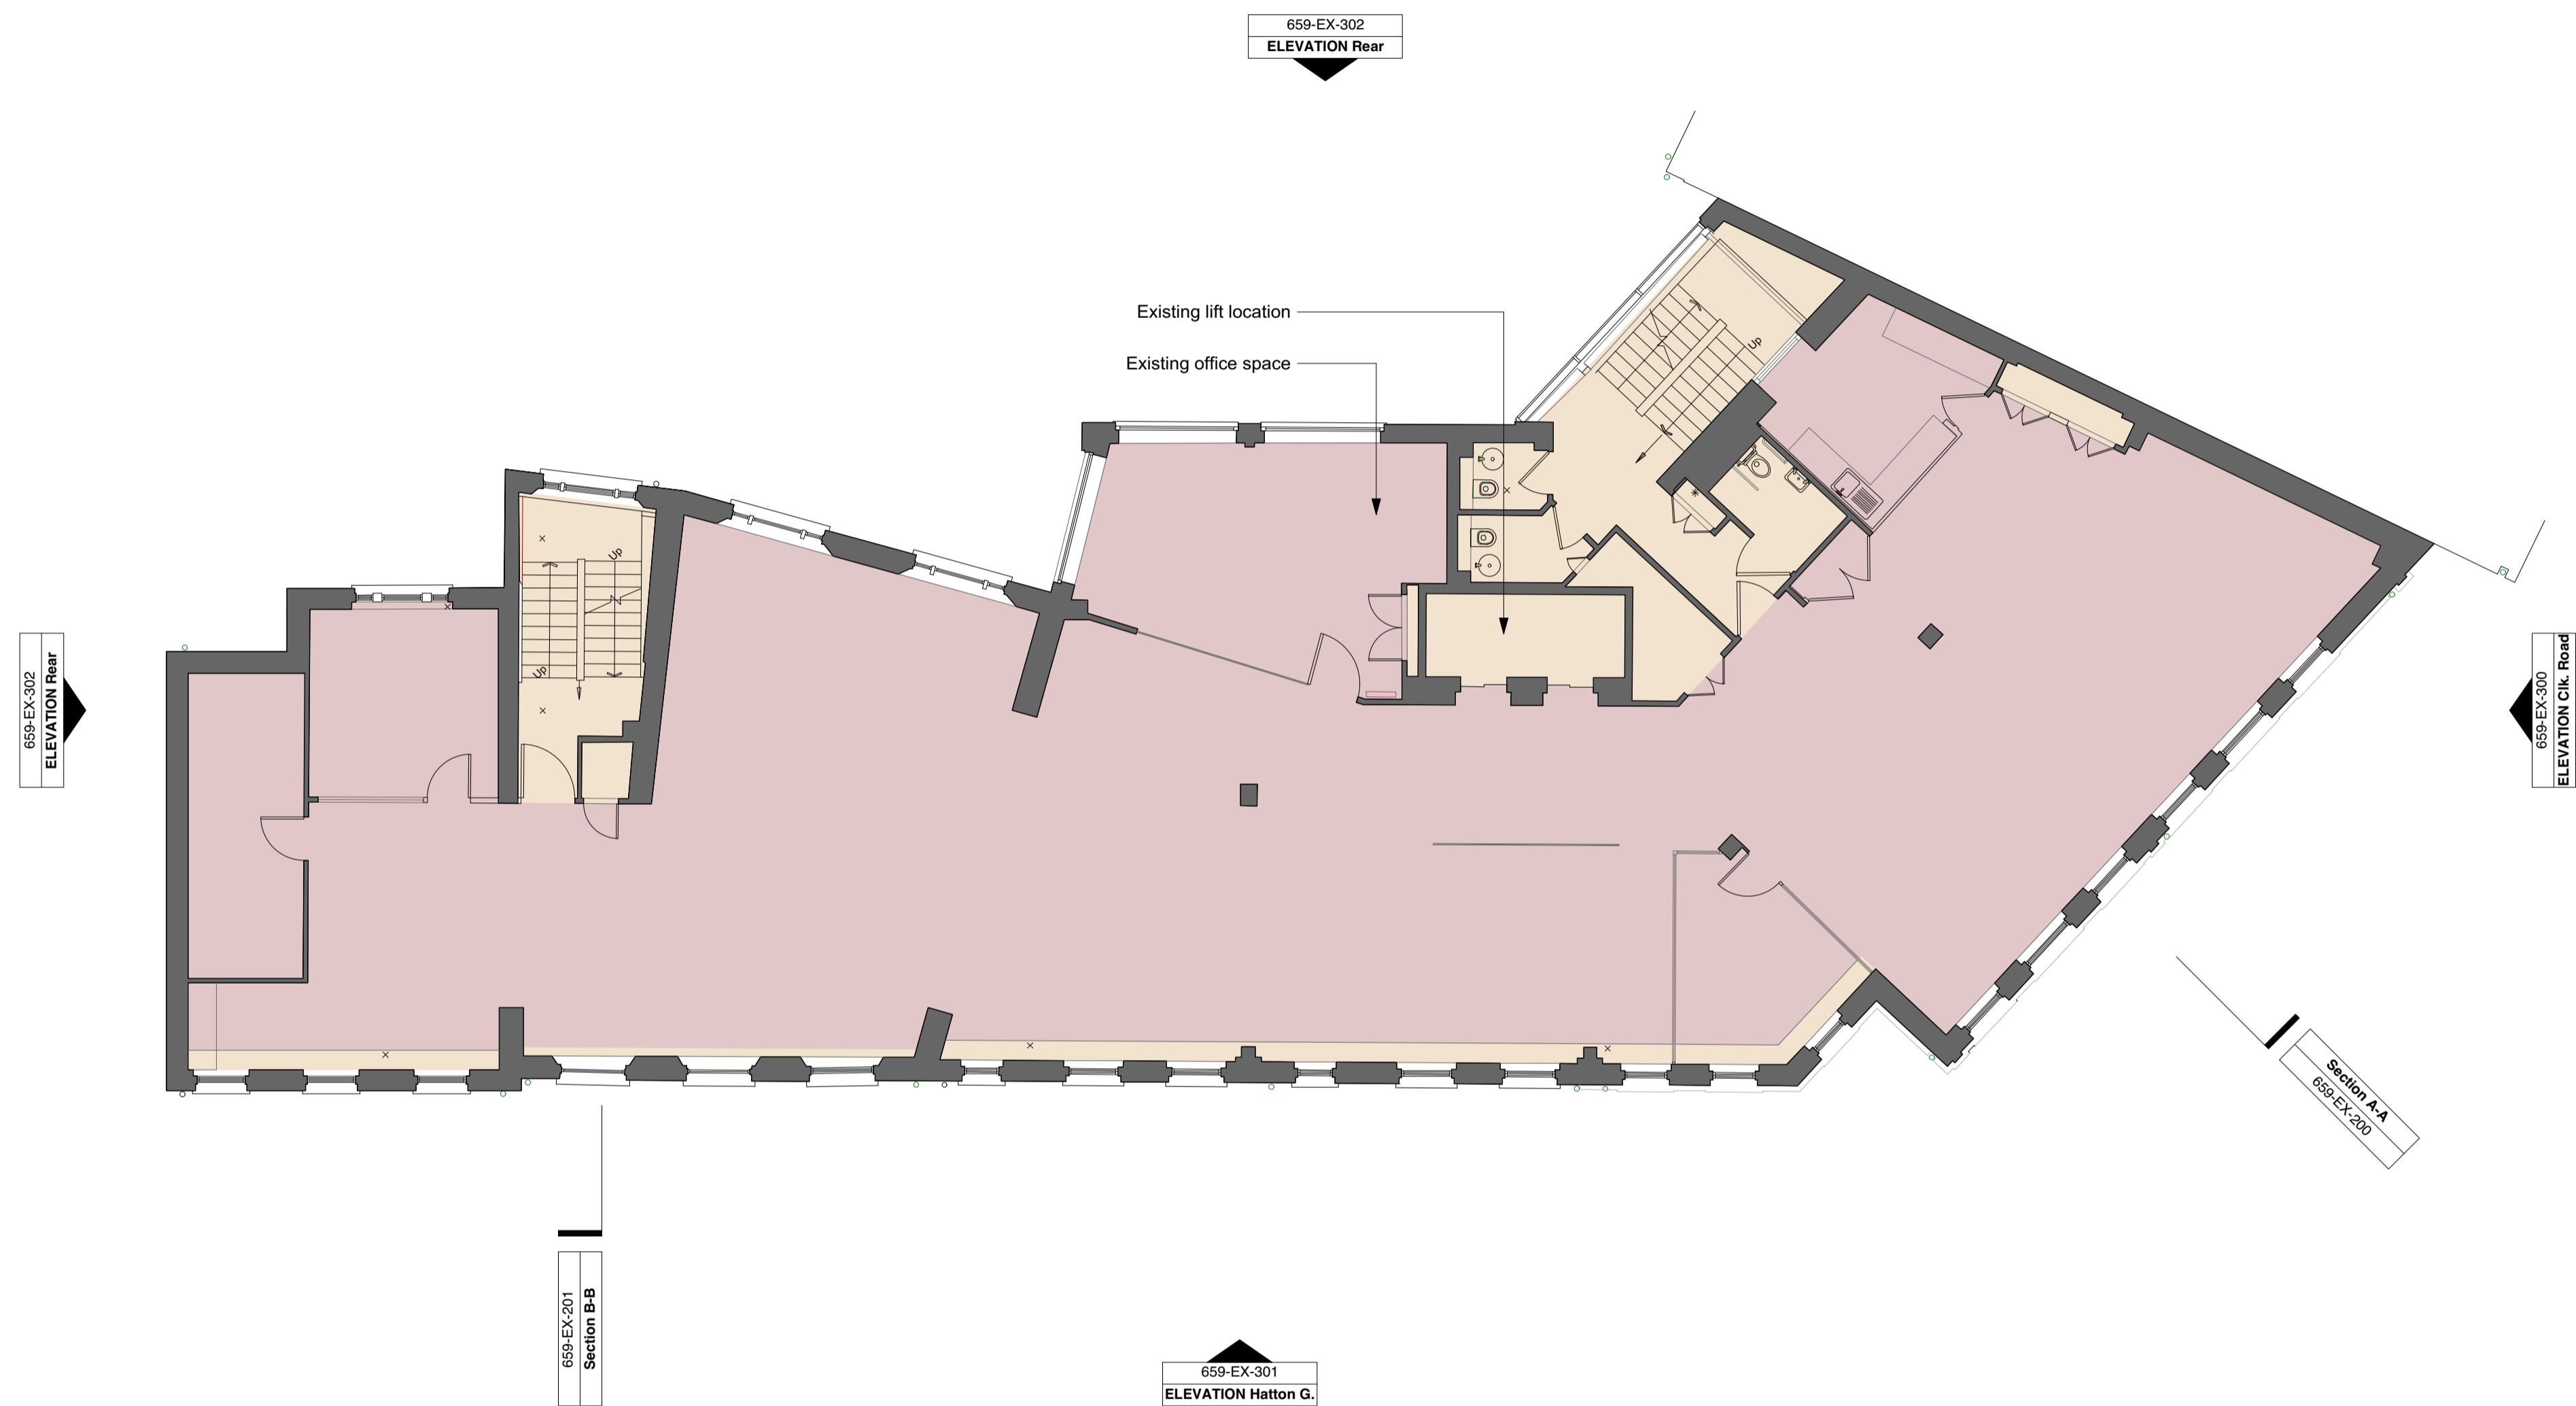 659-EX-302
ELEVATION Rear
Existing lift location
Existing office space
Up
Up
Up
659-EX-302
ELEVATION Rear
659-EX-300
ELEVATION Clk. Road
Section A-A
659-EX-200
659-EX-201
Section B-B
659-EX-301
ELEVATION Hatton G.